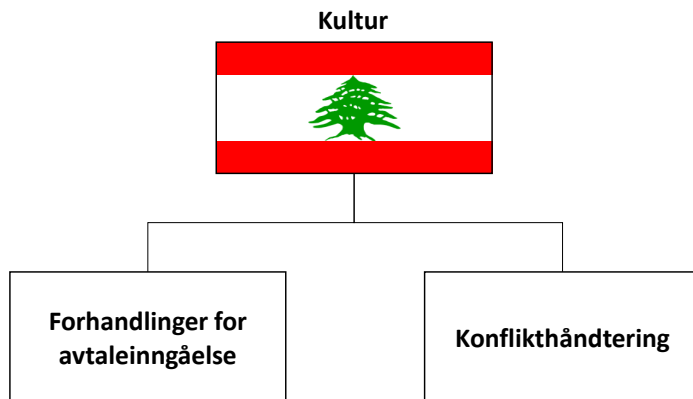 Kultur
Forhandlinger for
avtaleinngåelse
Konflikthåndtering